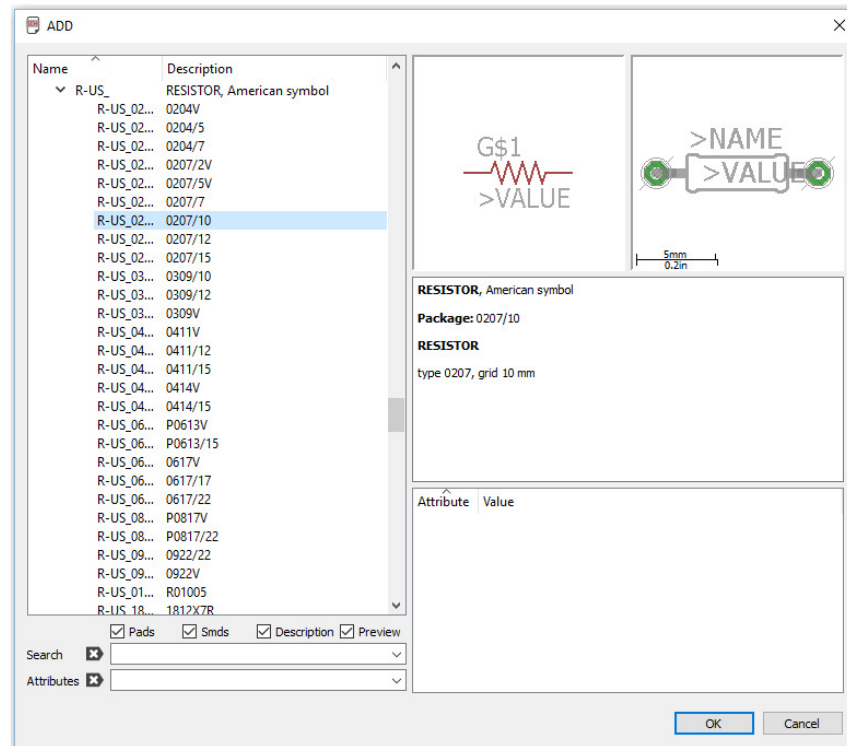 ADD
Name Description
R-US_ RESISTOR, American symbol
R-US_02... 0204V
R-US_02... 0204/5
R-US_02... 0204/7
R-US_02... 0207/2V
R-US_02... 0207/5V
R-US_02... 0207/7
R-US_02... 0207/10
R-US_02... 0207/12
R-US_02... 0207/15
R-US_03... 0309/10
R-US_03... 0309/12
R-US_03... 0309V
R-US_04... 0411V
R-US_04... 0411/12
R-US_04... 0411/15
R-US_04... 0414V
R-US_04... 0414/15
R-US_06... P0613V
R-US_06... P0613/15
R-US_06... 0617V
R-US_06... 0617/17
R-US_06... 0617/22
R-US_08... P0817V
R-US_08... P0817/22
R-US_09... 0922/22
R-US_09... 0922V
R-US_01... R01005
R-US_18... 1812X7R
Pads Smds Description Preview
Search
Attributes
G$1
>VALUE
>NAME
>VALUE
5mm
0.2in
RESISTOR, American symbol
Package: 0207/10
RESISTOR
type 0207, grid 10 mm
Attribute Value
OK Cancel